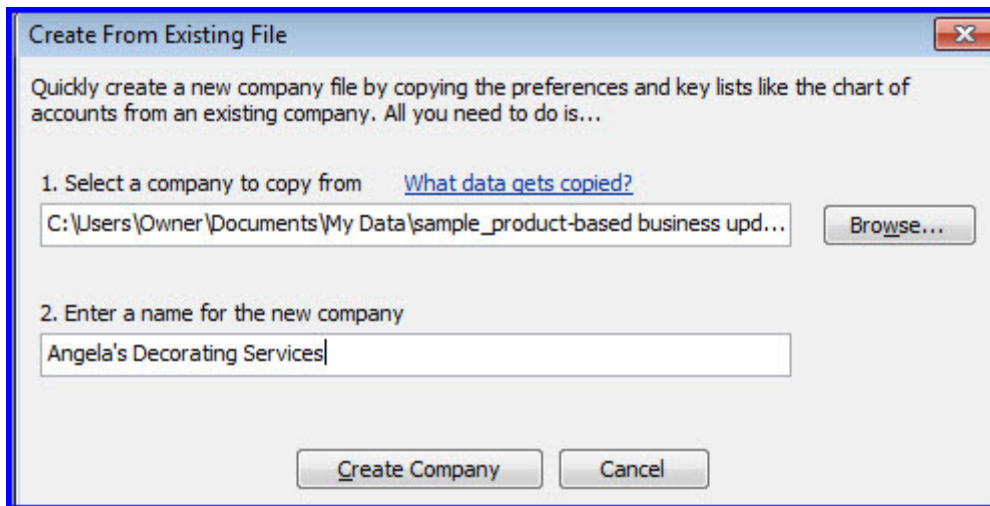 Create From Existing File
Quickly create a new company file by copying the preferences and key lists like the chart of
accounts from an existing company. All you need to do is...
1. Select a company to copy from What data gets copied?
C:\Users\Owner\Documents\My Data\sample_product-based business upd... Browse...
2. Enter a name for the new company
Angela's Decorating Services
Create Company Cancel